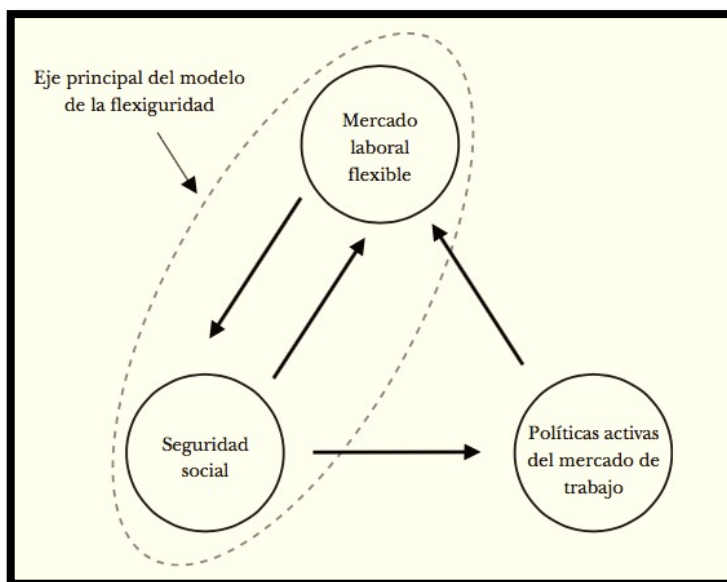 Eje principal del modelo
de la flexiguridad
Mercado
laboral
flexible
Seguridad
social
Políticas activas
del mercado de
trabajo